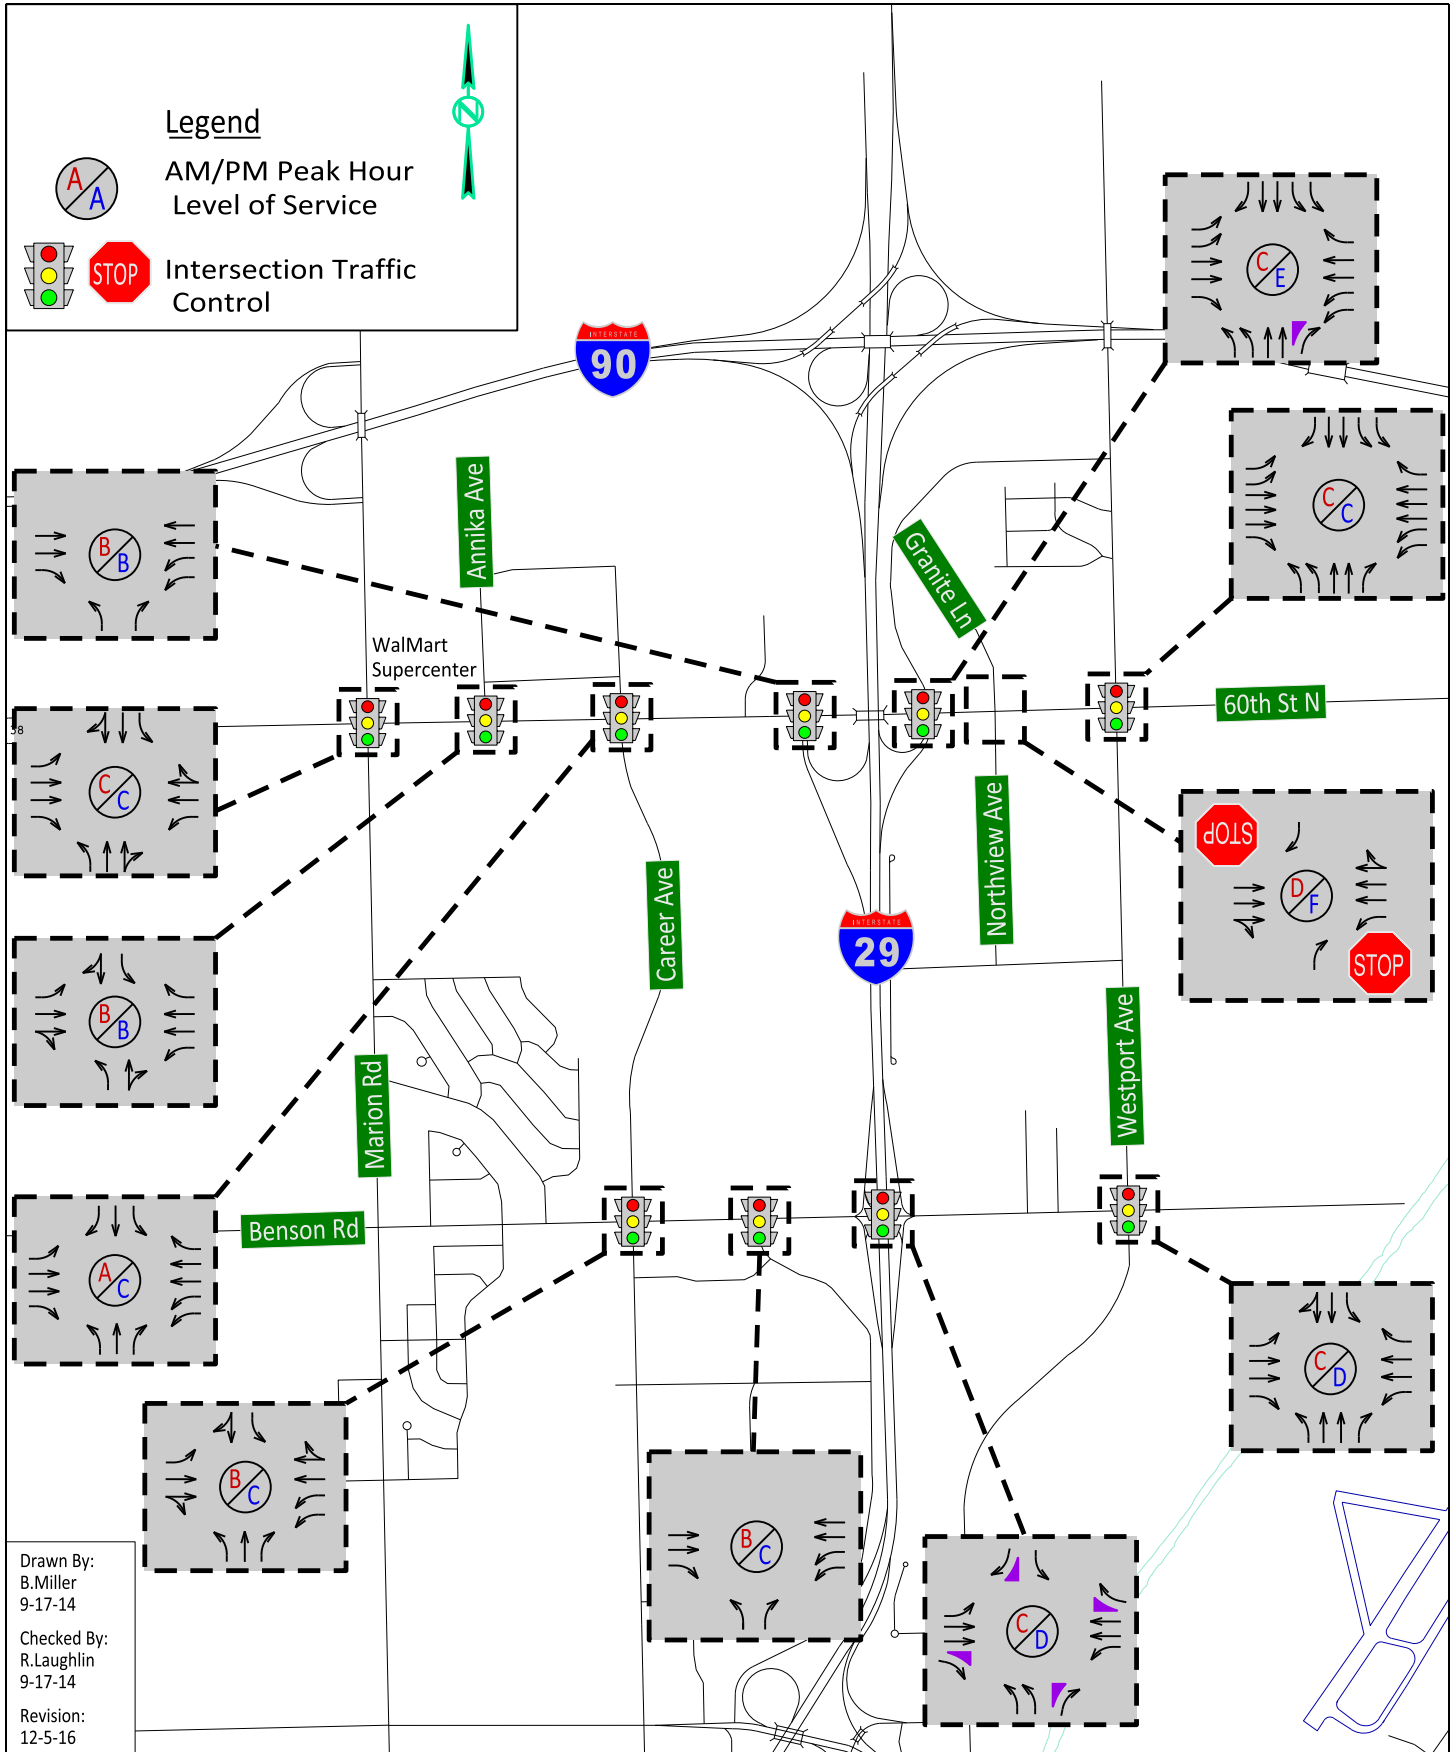 Legend
A
A
AM/PM Peak Hour
Level of Service
STOP
Intersection Traffic
Control
N
INTERSTATE
90
C
E
C
C
Annika Ave
B
B
Granite Ln
WalMart
Supercenter
60th St N
38
C
C
STOP
D
F
STOP
Northview Ave
Career Ave
INTERSTATE
29
B
B
Westport Ave
Marion Rd
Benson Rd
A
C
C
D
B
C
B
C
C
D
Drawn By:
B.Miller
9-17-14
Checked By:
R.Laughlin
9-17-14
Revision:
12-5-16